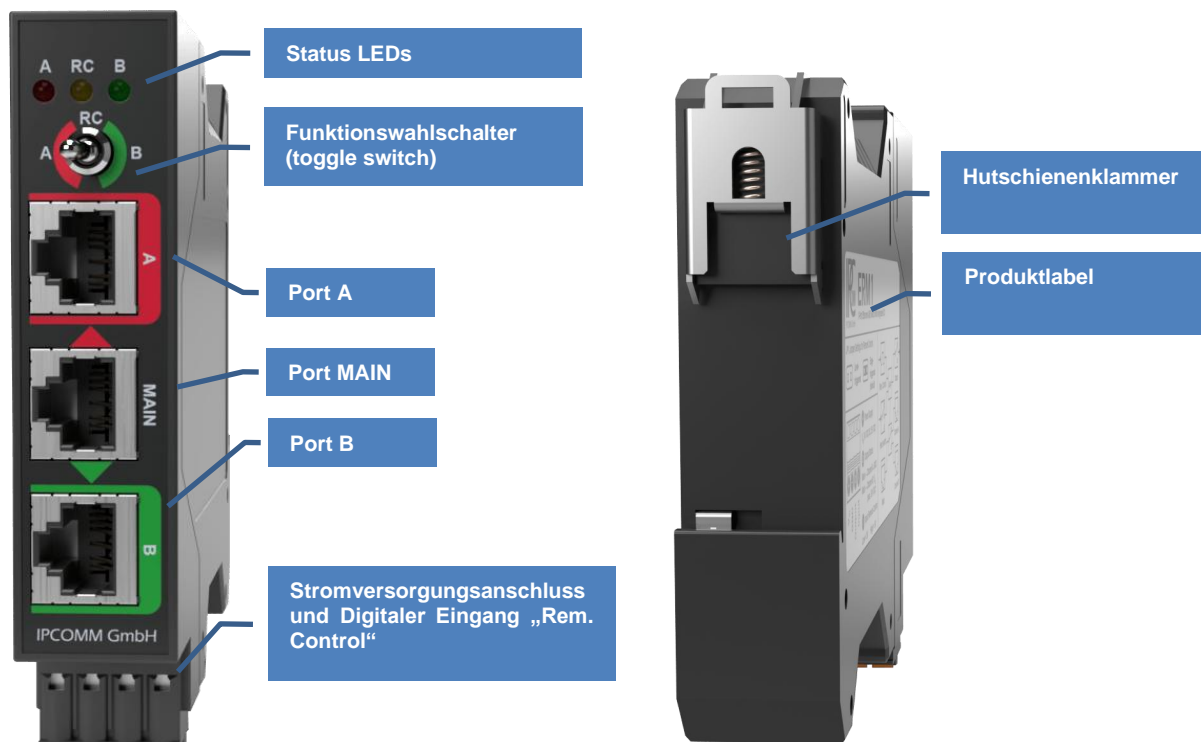 A RC B
RC
A B
A
MAIN
B
IPCOMM GmbH
Status LEDs
Funktionswahlschalter
(toggle switch)
Port A
Port MAIN
Port B
Stromversorgungsanschluss
und Digitaler Eingang „Rem.
Control“
Hutschienenklammer
Produktlabel
ERM1